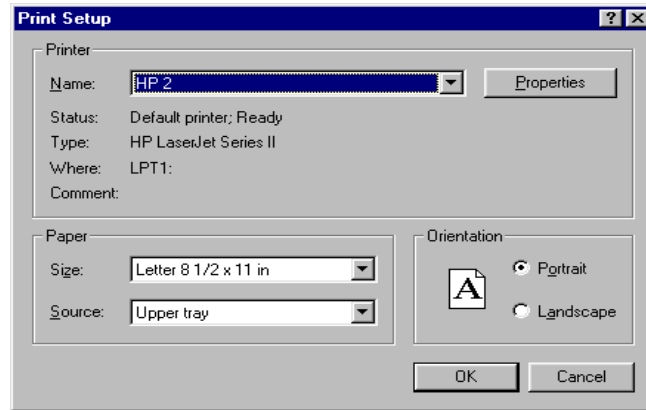 Print Setup
Printer
Name: HP 2 Properties
Status: Default printer; Ready
Type: HP LaserJet Series II
Where: LPT1:
Comment:
Paper
Size: Letter 8 1/2 x 11 in
Source: Upper tray
Orientation
A
Portrait
Landscape
OK Cancel